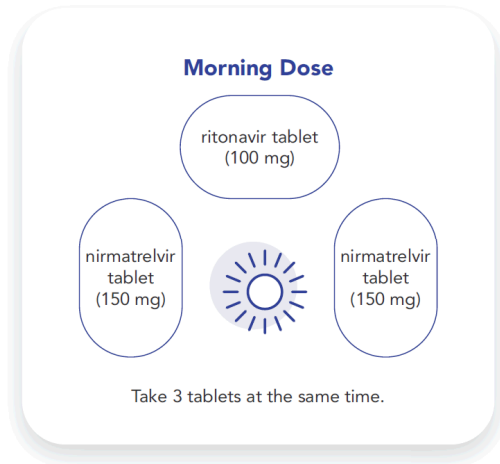 Morning Dose
ritonavir tablet
(100 mg)
nirmatrelvir
tablet
(150 mg)
nirmatrelvir
tablet
(150 mg)
Take 3 tablets at the same time.